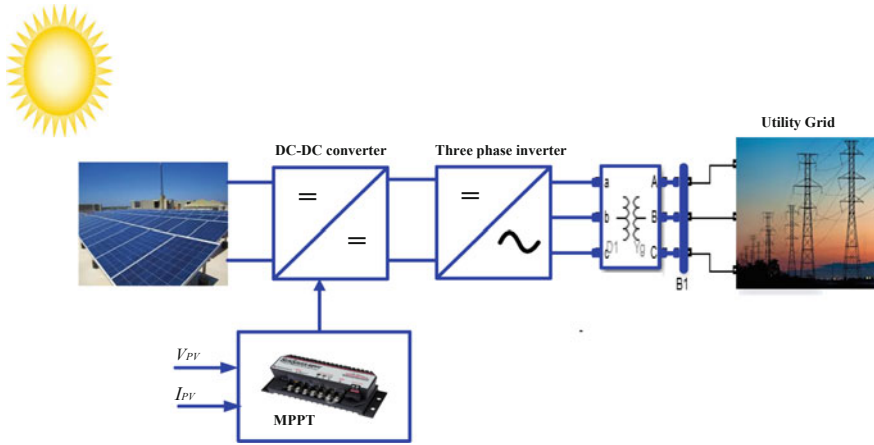 Utility Grid
DC-DC converter
Three phase inverter
a
A
b
B
c
C
D1
Yg
B1
VPV
IPV
MPPT